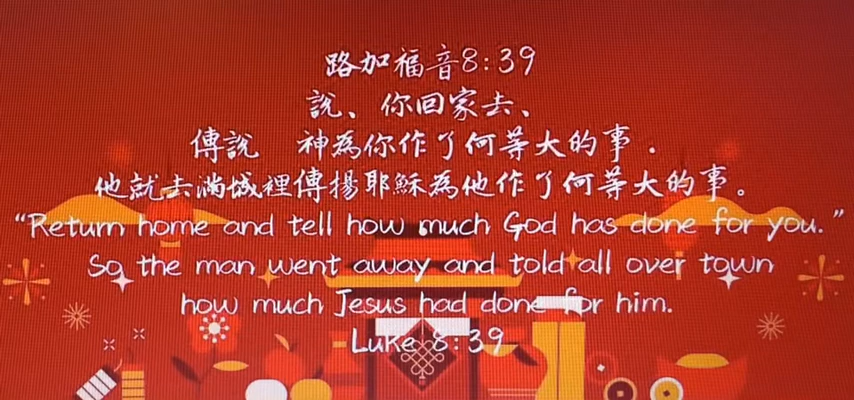 路加福音8:39
說、你回家去、
傳說　神為你作了何等大的事．
他就去滿城裡傳揚耶穌為他作了何等大的事。
“Return home and tell how much God has done for you.”
So the man went away and told all over town
how much Jesus had done for him.
Luke 8:39